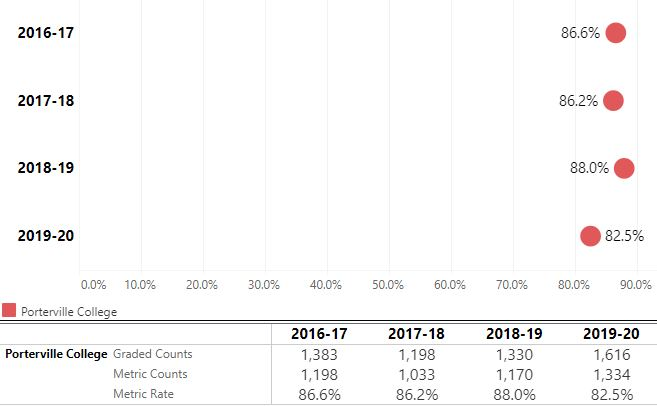 2016-17 86.6%
2017-18 86.2%
2018-19 88.0%
2019-20 82.5%
0.0% 10.0% 20.0% 30.0% 40.0% 50.0% 60.0% 70.0% 80.0% 90.0%
Porterville College
2016-17 2017-18 2018-19 2019-20
Porterville College Graded Counts 1,383 1,198 1,330 1,616
Metric Counts 1,198 1,033 1,170 1,334
Metric Rate 86.6% 86.2% 88.0% 82.5%